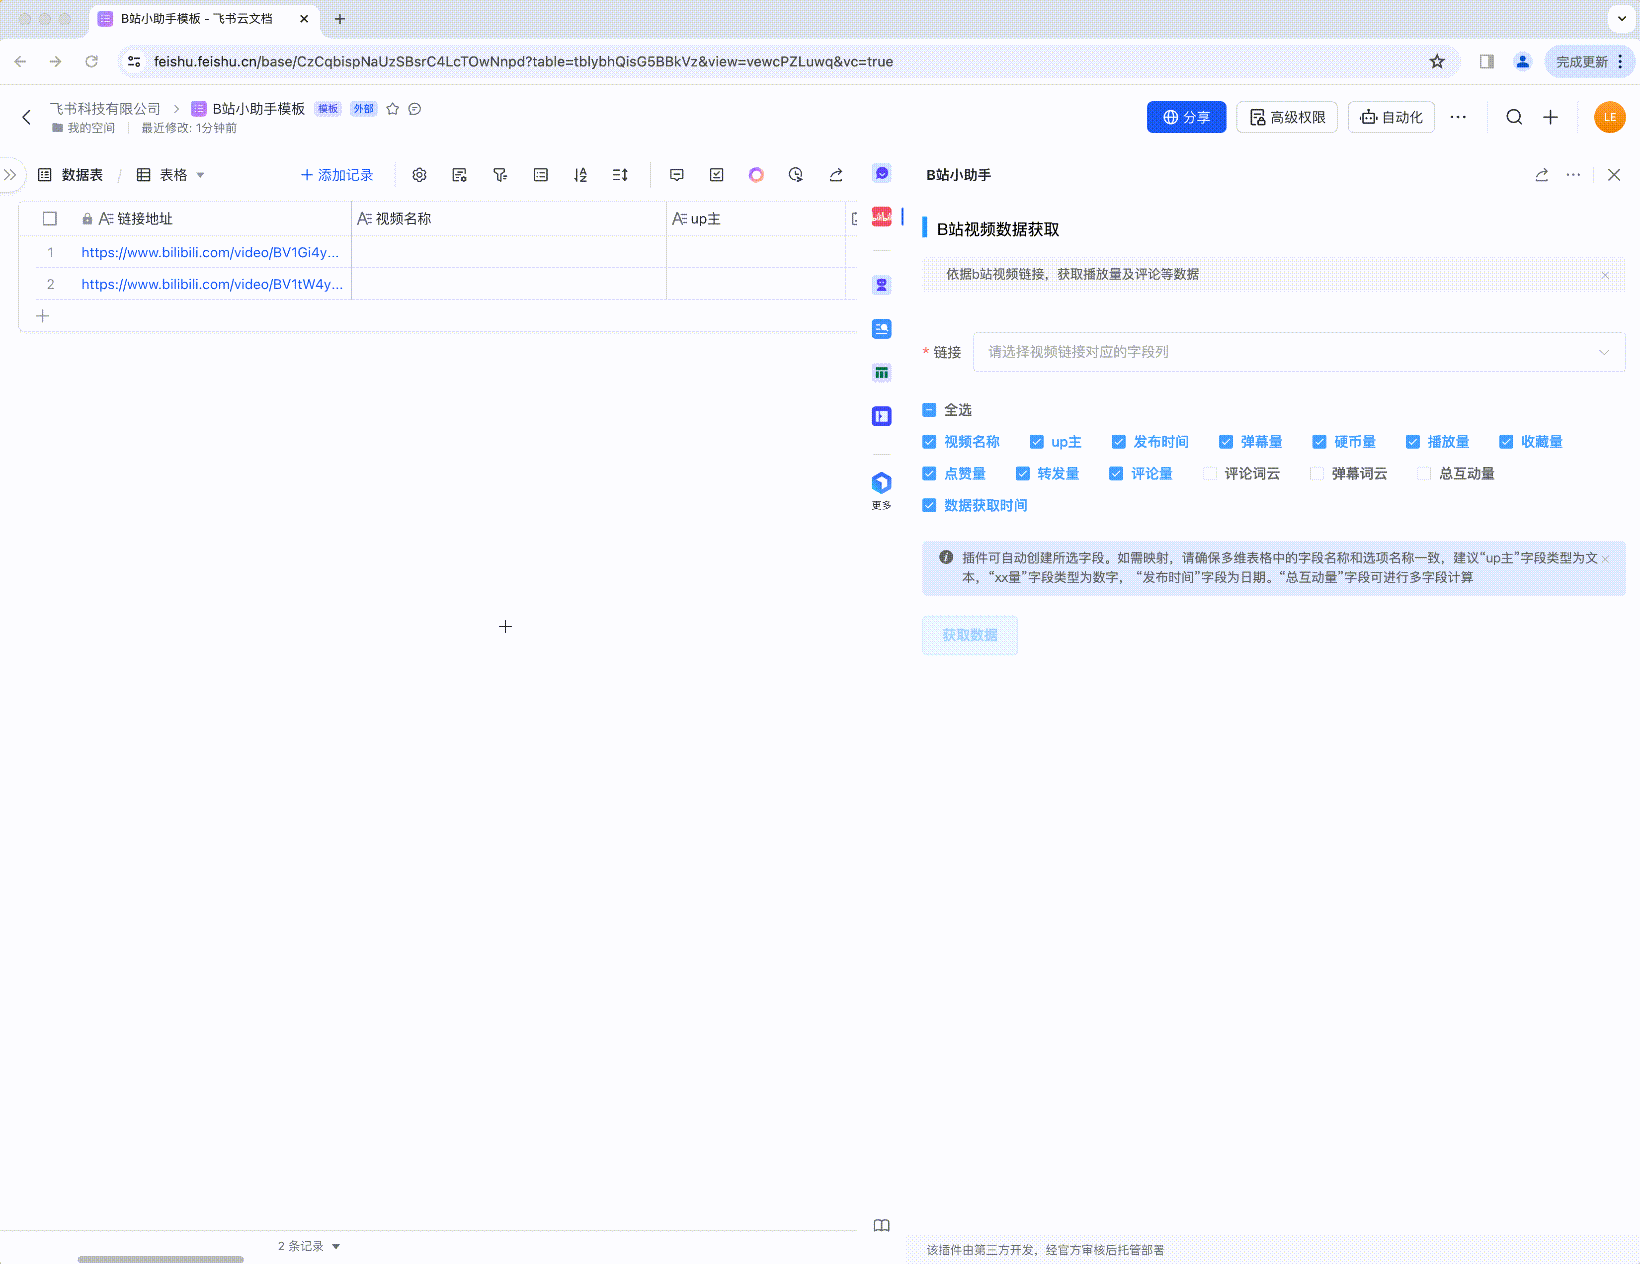 B站小助手模板 - 飞书云文档
feishu.feishu.cn/base/CzCqbispNaUzSBsrC4LcTOwNnpd?table=tblybhQisG5BBkVz&view=vewcPZLuwq&vc=true
完成更新
飞书科技有限公司
B站小助手模板
模板
外部
我的空间
最近修改: 1分钟前
分享
高级权限
自动化
LE
数据表
/
表格
添加记录
链接地址
视频名称
up主
1
https://www.bilibili.com/video/BV1Gi4y...
2
https://www.bilibili.com/video/BV1tW4y...
2 条记录
更多
B站小助手
B站视频数据获取
依据b站视频链接，获取播放量及评论等数据
* 链接
请选择视频链接对应的字段列
全选
视频名称 up主 发布时间 弹幕量 硬币量 播放量 收藏量
点赞量 转发量 评论量 评论词云 弹幕词云 总互动量
数据获取时间
插件可自动创建所选字段。如需映射，请确保多维表格中的字段名称和选项名称一致，建议“up主”字段类型为文
本，“xx量”字段类型为数字， “发布时间”字段为日期。“总互动量”字段可进行多字段计算
获取数据
该插件由第三方开发，经官方审核后托管部署